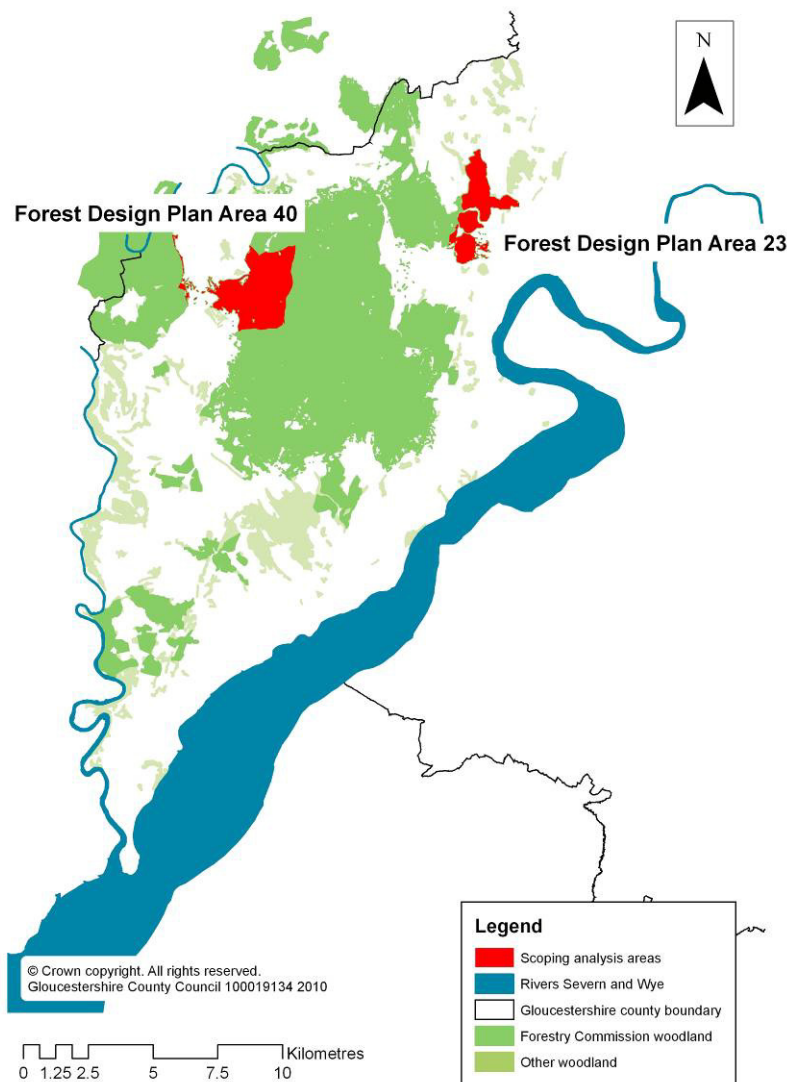 N
Forest Design Plan Area 40
Forest Design Plan Area 23
Legend
Scoping analysis areas
Rivers Severn and Wye
Gloucestershire county boundary
Forestry Commission woodland
Other woodland
© Crown copyright. All rights reserved.
Gloucestershire County Council 100019134 2010
Kilometres
0 1.25 2.5 5 7.5 10